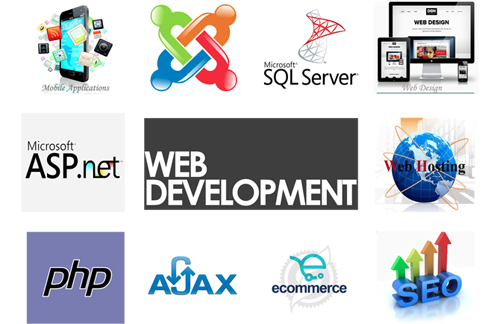 Mobile Applications
Microsoft®
SQL Server®
WEB DESIGN
Web Design
Microsoft
ASP.net
WEB
DEVELOPMENT
Web Hosting
php
AJAX
ecommerce
SEO